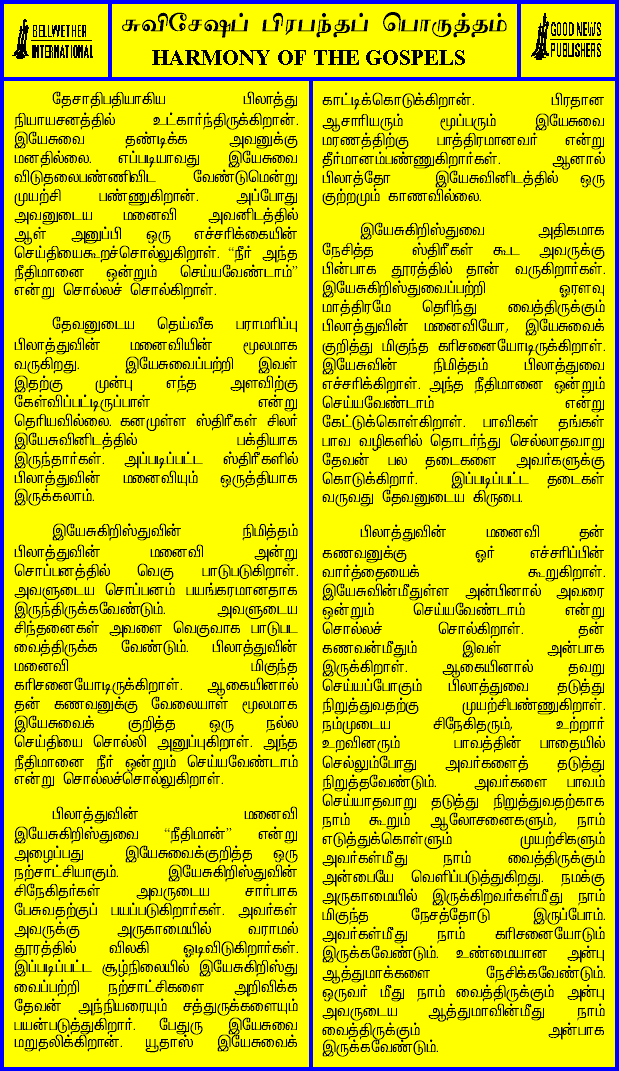 BELLWETHER
INTERNATIONAL
சுவிசேஷப் பிரபந்தப் பொருத்தம்
HARMONY OF THE GOSPELS
GOOD NEWS
PUBLISHERS
தேசாதிபதியாகிய பிலாத்து
நியாயசனத்தில் உட்கார்ந்திருக்கிறான்.
இயேசுவை தண்டிக்க அவனுக்கு
மனதில்லை. எப்படியாவது இயேசுவை
விடுதலைபண்ணிவிட வேண்டுமென்று
முயற்சி பண்ணுகிறான். அப்போது
அவனுடைய மனைவி அவனிடத்தில்
ஆள் அனுப்பி ஒரு எச்சரிக்கையின்
செய்தியைகூறச்சொல்லுகிறாள். “நீர் அந்த
நீதிமானை ஒன்றும் செய்யவேண்டாம்”
என்று சொல்லச் சொல்கிறாள்.
தேவனுடைய தெய்வீக பராமரிப்பு
பிலாத்துவின் மனைவியின் மூலமாக
வருகிறது. இயேசுவைப்பற்றி இவள்
இதற்கு முன்பு எந்த அளவிற்கு
கேள்விப்பட்டிருப்பாள் என்று
தெரியவில்லை. கனமுள்ள ஸ்திரீகள் சிலர்
இயேசுவினிடத்தில் பக்தியாக
இருந்தார்கள். அப்படிப்பட்ட ஸ்திரீகளில்
பிலாத்துவின் மனைவியும் ஒருத்தியாக
இருக்கலாம்.
இயேசுகிறிஸ்துவின் நிமித்தம்
பிலாத்துவின் மனைவி அன்று
சொப்பனத்தில் வெகு பாடுபடுகிறாள்.
அவளுடைய சொப்பனம் பயங்கரமானதாக
இருந்திருக்கவேண்டும். அவளுடைய
சிந்தனைகள் அவளை வெகுவாக பாடுபட
வைத்திருக்க வேண்டும். பிலாத்துவின்
மனைவி மிகுந்த
கரிசனையோடிருக்கிறாள். ஆகையினால்
தன் கணவனுக்கு வேலையாள் மூலமாக
இயேசுவைக் குறித்த ஒரு நல்ல
செய்தியை சொல்லி அனுப்புகிறாள். அந்த
நீதிமானை நீர் ஒன்றும் செய்யவேண்டாம்
என்று சொல்லச்சொல்லுகிறாள்.
பிலாத்துவின் மனைவி
இயேசுகிறிஸ்துவை “நீதிமான்” என்று
அழைப்பது இயேசுவைக்குறித்த ஒரு
நற்சாட்சியாகும். இயேசுகிறிஸ்துவின்
சிநேகிதர்கள் அவருடைய சார்பாக
பேசுவதற்குப் பயப்படுகிறார்கள். அவர்கள்
அவருக்கு அருகாமையில் வராமல்
தூரத்தில் விலகி ஓடிவிடுகிறார்கள்.
இப்படிப்பட்ட சூழ்நிலையில் இயேசுகிறிஸ்து
வைப்பற்றி நற்சாட்சிகளை அறிவிக்க
தேவன் அந்நியரையும் சத்துருக்களையும்
பயன்படுத்துகிறார். பேதுரு இயேசுவை
மறுதலிக்கிறான். யூதாஸ் இயேசுவைக்
காட்டிக்கொடுக்கிறான். பிரதான
ஆசாரியரும் மூப்பரும் இயேசுவை
மரணத்திற்கு பாத்திரமானவர் என்று
தீர்மானம்பண்ணுகிறார்கள். ஆனால்
பிலாத்தோ இயேசுவினிடத்தில் ஒரு
குற்றமும் காணவில்லை.
இயேசுகிறிஸ்துவை அதிகமாக
நேசித்த ஸ்திரீகள் கூட அவருக்கு
பின்பாக தூரத்தில் தான் வருகிறார்கள்.
இயேசுகிறிஸ்துவைப்பற்றி ஓரளவு
மாத்திரமே தெரிந்து வைத்திருக்கும்
பிலாத்துவின் மனைவியோ, இயேசுவைக்
குறித்து மிகுந்த கரிசனையோடிருக்கிறாள்.
இயேசுவின் நிமித்தம் பிலாத்துவை
எச்சரிக்கிறாள். அந்த நீதிமானை ஒன்றும்
செய்யவேண்டாம் என்று
கேட்டுக்கொள்கிறாள். பாவிகள் தங்கள்
பாவ வழிகளில் தொடர்ந்து செல்லாதவாறு
தேவன் பல தடைகளை அவர்களுக்கு
கொடுக்கிறார். இப்படிப்பட்ட தடைகள்
வருவது தேவனுடைய கிருபை.
பிலாத்துவின் மனைவி தன்
கணவனுக்கு ஓர் எச்சரிப்பின்
வார்த்தையைக் கூறுகிறாள்.
இயேசுவின்மீதுள்ள அன்பினால் அவரை
ஒன்றும் செய்யவேண்டாம் என்று
சொல்லச் சொல்கிறாள். தன்
கணவன்மீதும் இவள் அன்பாக
இருக்கிறாள். ஆகையினால் தவறு
செய்யப்போகும் பிலாத்துவை தடுத்து
நிறுத்துவதற்கு முயற்சிபண்ணுகிறாள்.
நம்முடைய சிநேகிதரும், உற்றார்
உறவினரும் பாவத்தின் பாதையில்
செல்லும்போது அவர்களைத் தடுத்து
நிறுத்தவேண்டும். அவர்களை பாவம்
செய்யாதவாறு தடுத்து நிறுத்துவதற்காக
நாம் கூறும் ஆலோசனைகளும், நாம்
எடுத்துக்கொள்ளும் முயற்சிகளும்
அவர்கள்மீது நாம் வைத்திருக்கும்
அன்பையே வெளிப்படுத்துகிறது. நமக்கு
அருகாமையில் இருக்கிறவர்கள்மீது நாம்
மிகுந்த நேசத்தோடு இருப்போம்.
அவர்கள்மீது நாம் கரிசனையோடும்
இருக்கவேண்டும். உண்மையான அன்பு
ஆத்துமாக்களை நேசிக்கவேண்டும்.
ஒருவர் மீது நாம் வைத்திருக்கும் அன்பு
அவருடைய ஆத்துமாவின்மீது நாம்
வைத்திருக்கும் அன்பாக
இருக்கவேண்டும்.